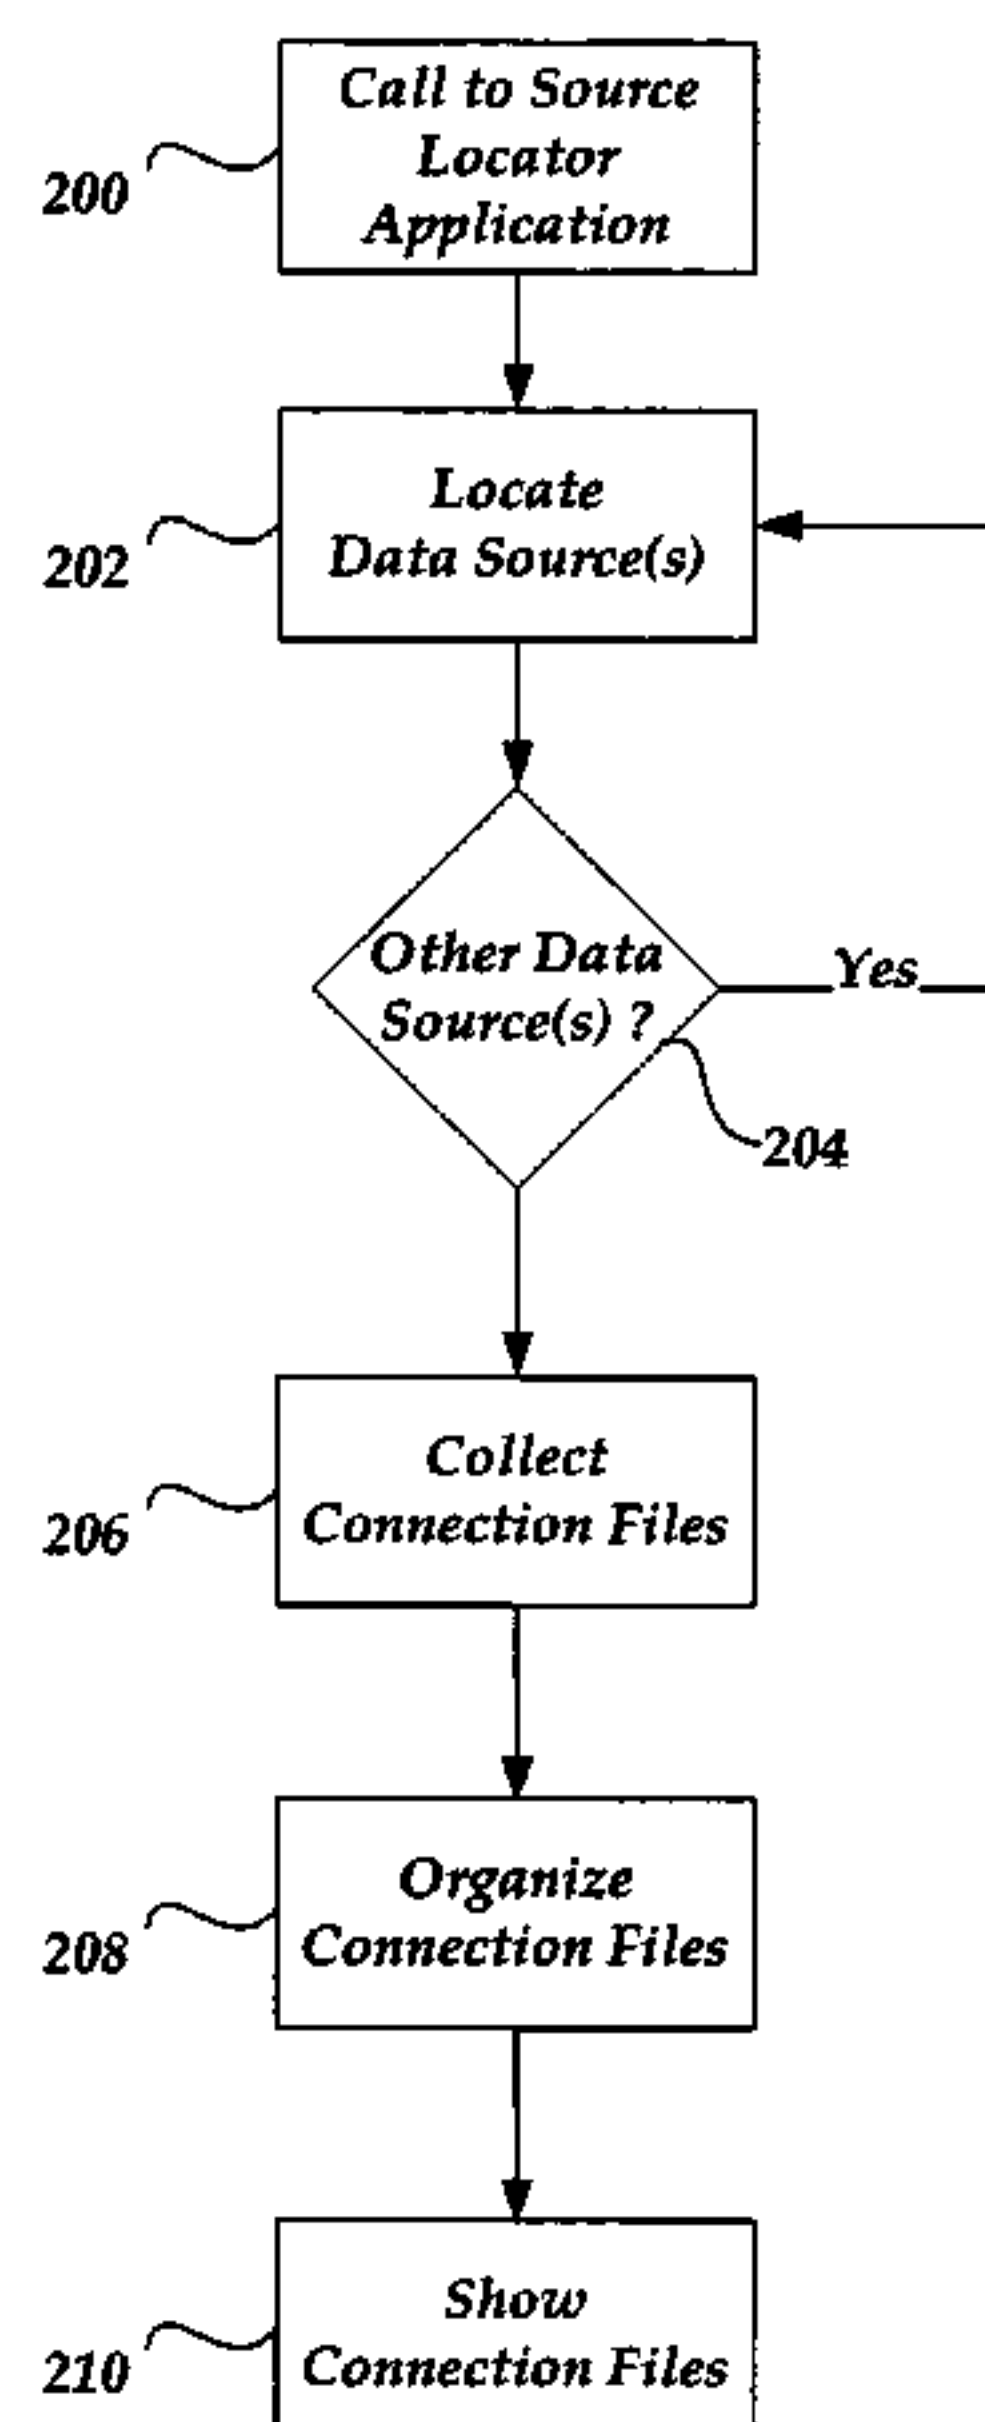 Call to Source
Locator
Application
200
Locate
Data Source(s)
202
Other Data
Source(s) ?
Yes
204
Collect
Connection Files
206
Organize
Connection Files
208
Show
Connection Files
210